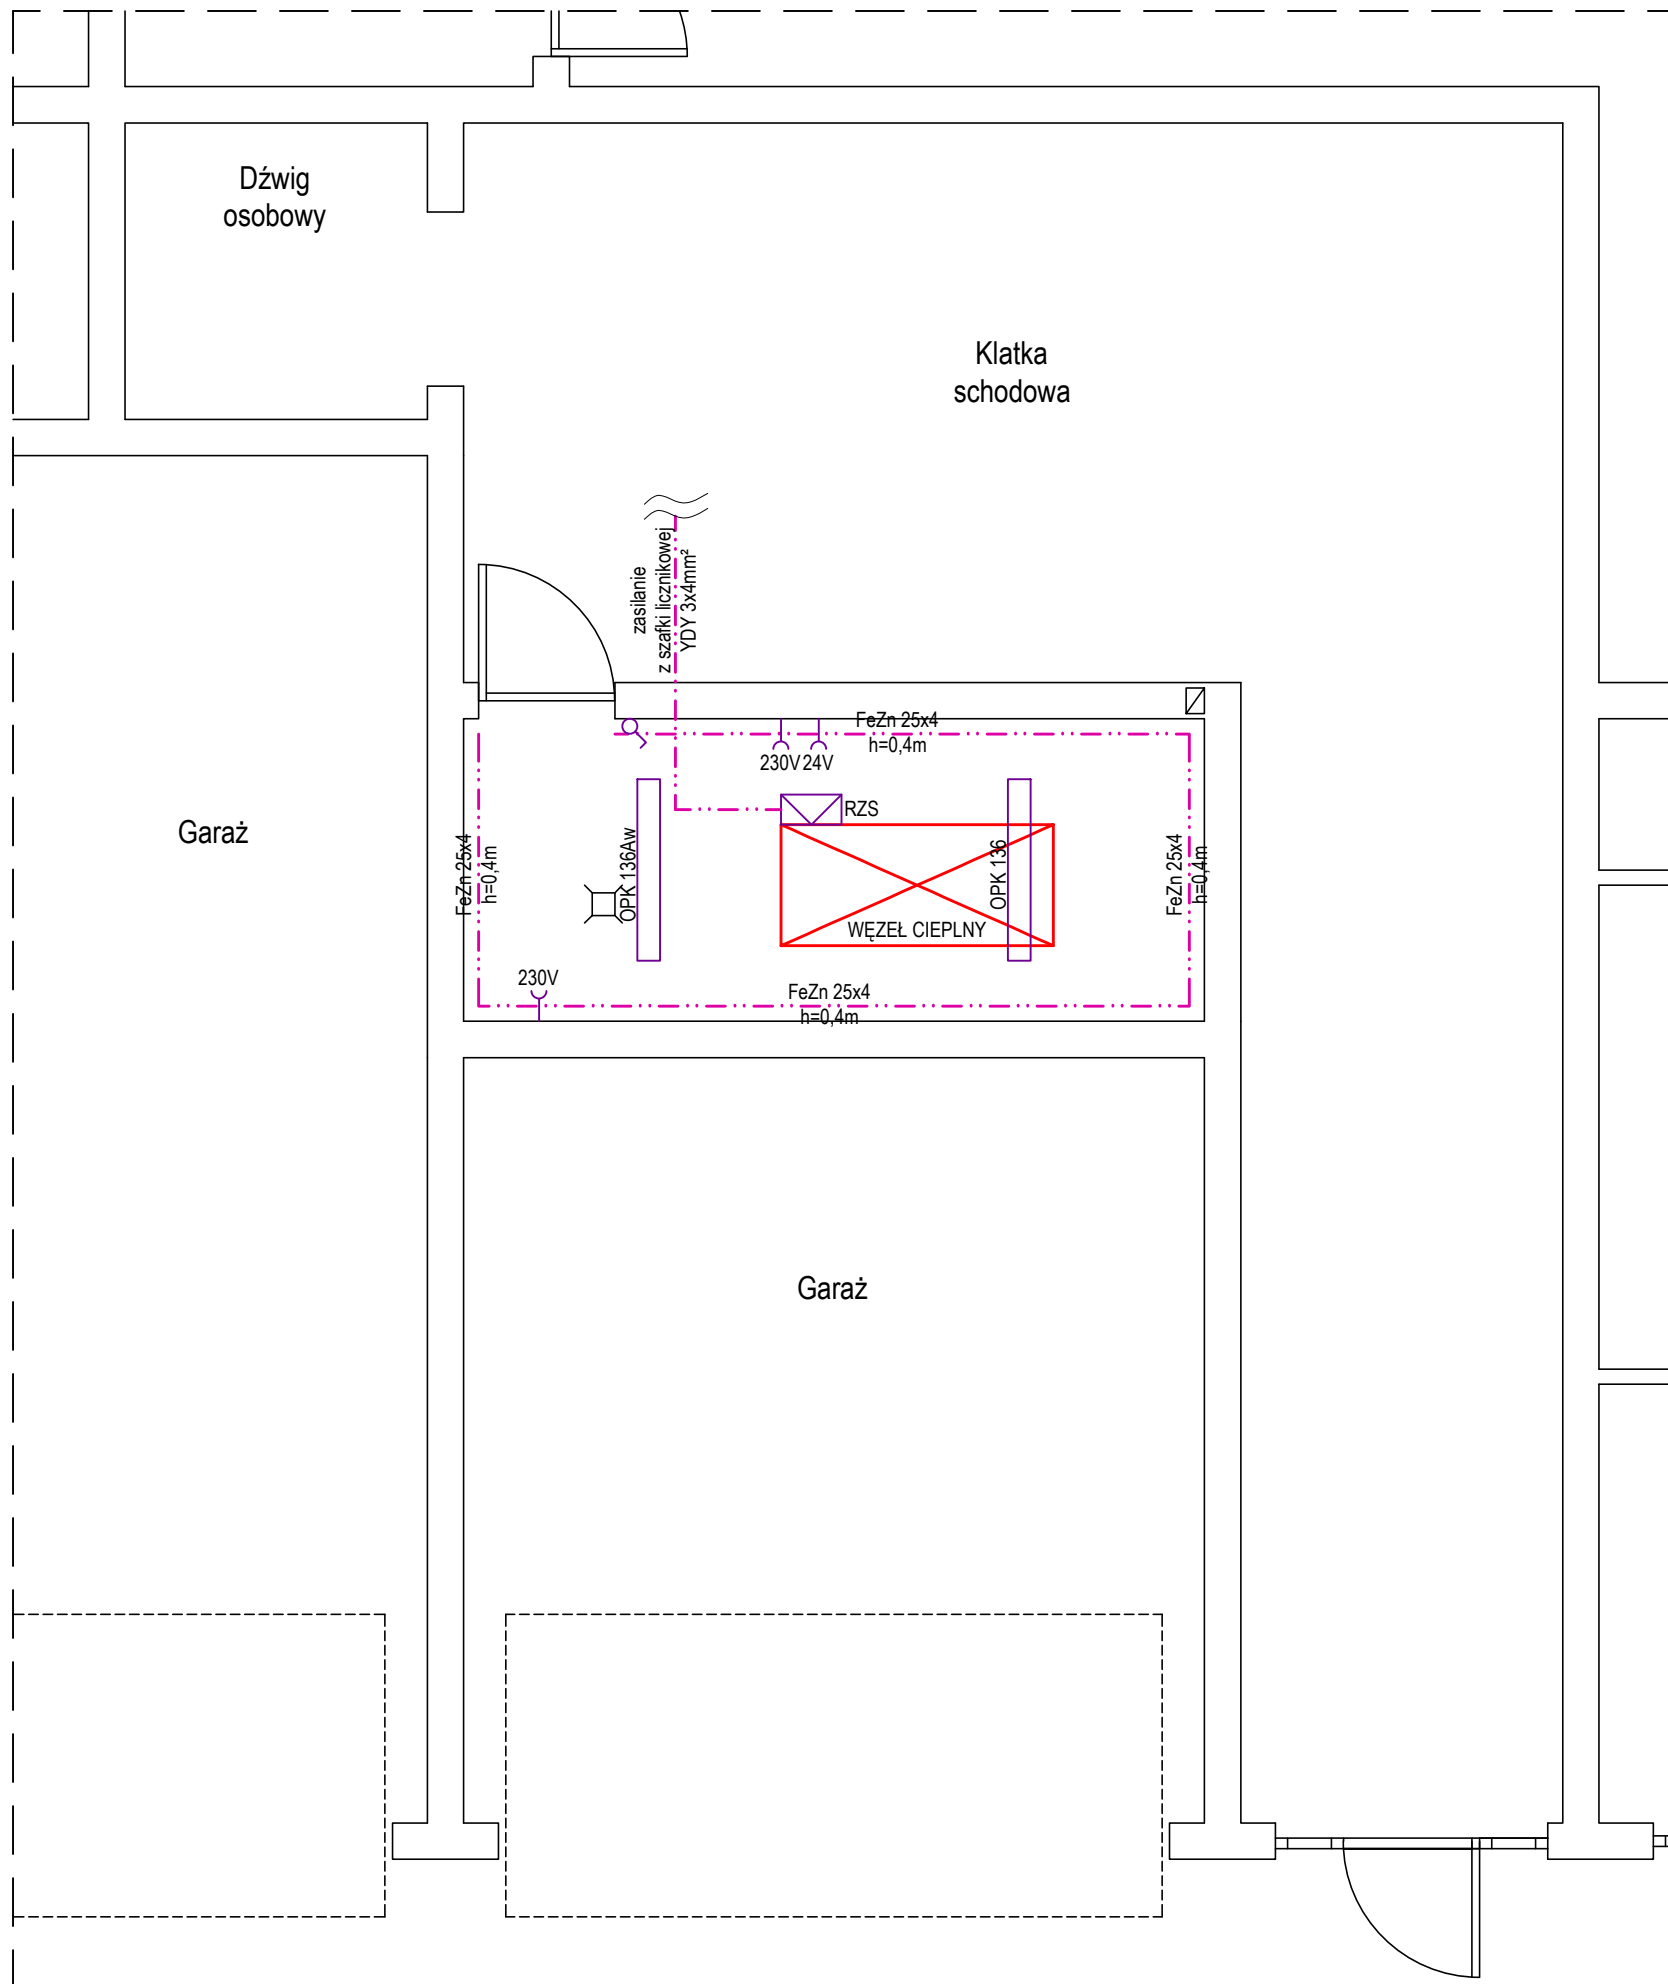 Dźwig
osobowy
Klatka
schodowa
zasilanie
z szafki licznikowej
YDY 3x4mm²
FeZn 25x4
h=0,4m
230V
24V
RZS
Garaż
FeZn 25x4
h=0,4m
OPK 136Aw
OPK 136
FeZn 25x4
h=0,4m
WĘZEŁ CIEPLNY
230V
FeZn 25x4
h=0,4m
Garaż